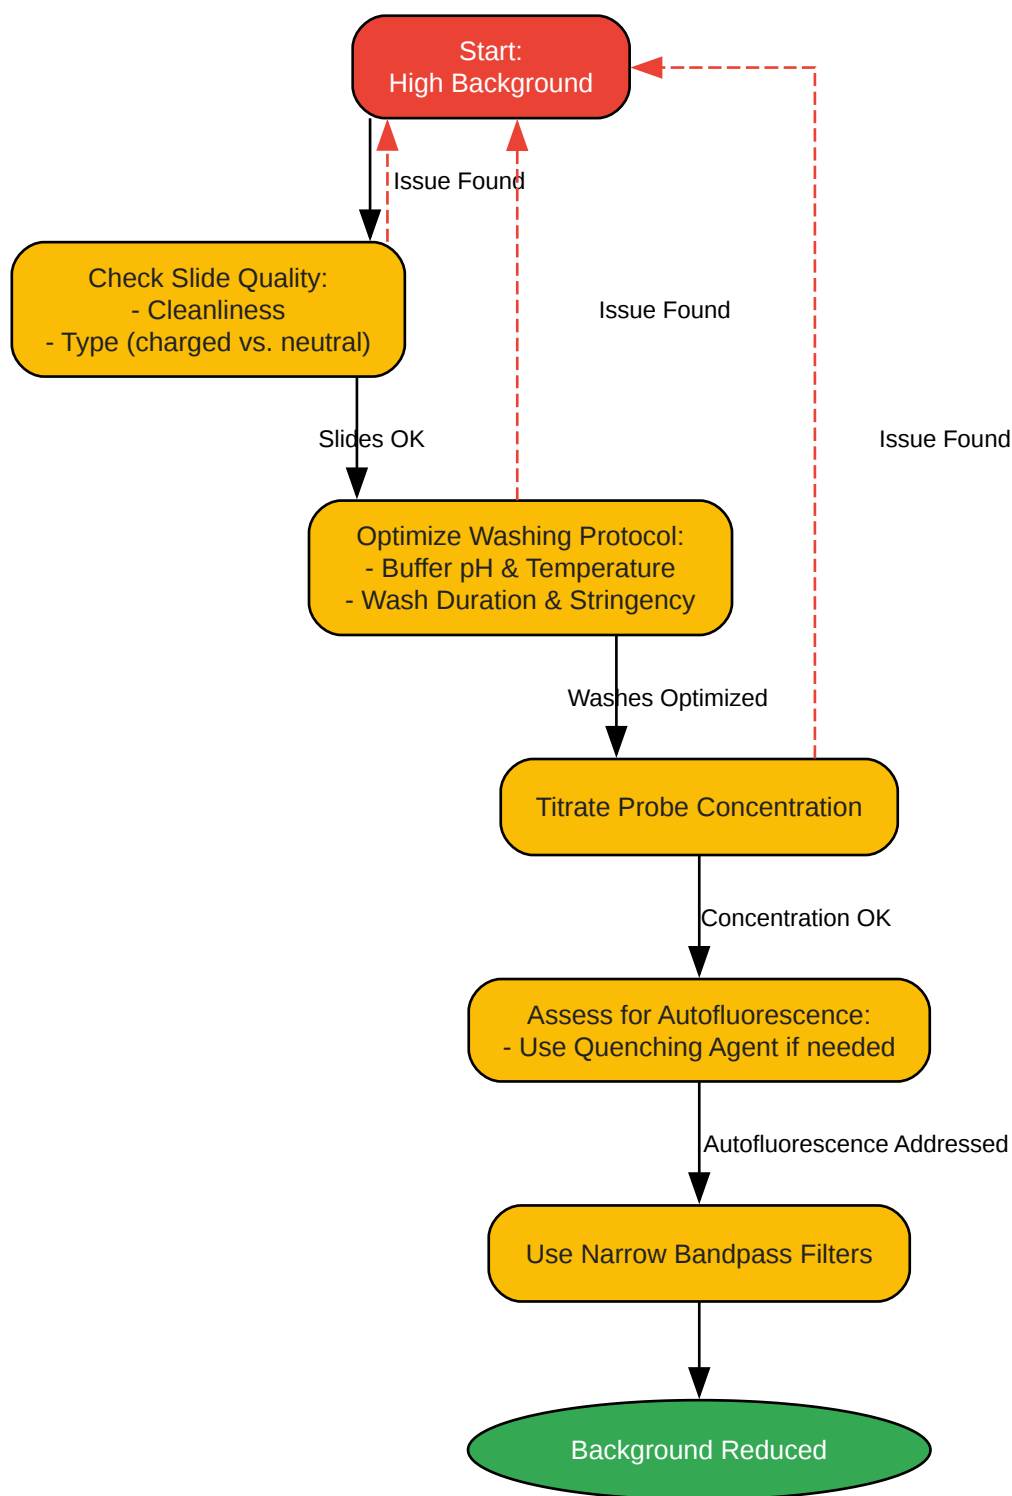 Start:
High Background
Issue Found
Check Slide Quality:
- Cleanliness
- Type (charged vs. neutral)
Issue Found
Slides OK
Issue Found
Optimize Washing Protocol:
- Buffer pH & Temperature
- Wash Duration & Stringency
Washes Optimized
Titrate Probe Concentration
Concentration OK
Assess for Autofluorescence:
- Use Quenching Agent if needed
Autofluorescence Addressed
Use Narrow Bandpass Filters
Background Reduced